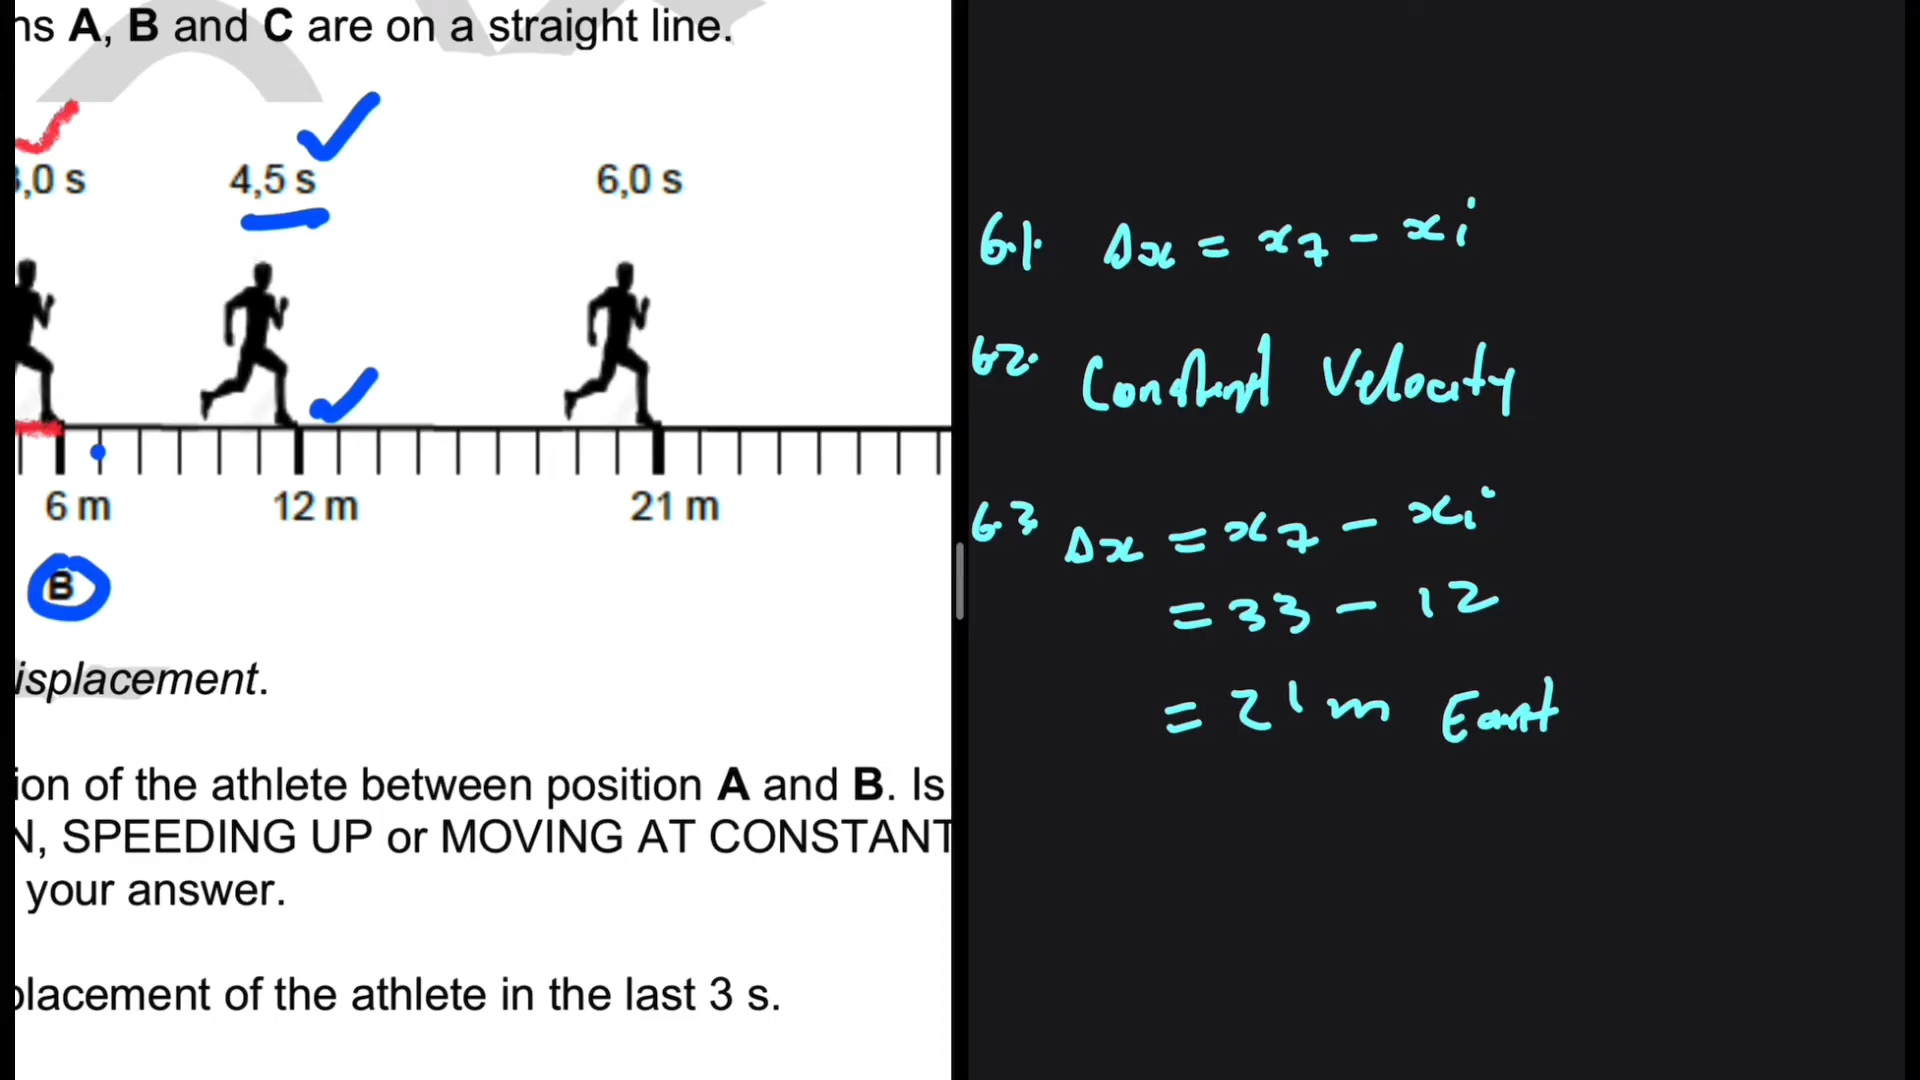 ns A, B and C are on a straight line.
,0 s 4,5 s 6,0 s
6 m 12 m 21 m
B
isplacement.
ion of the athlete between position A and B. Is
N, SPEEDING UP or MOVING AT CONSTANT
your answer.
placement of the athlete in the last 3 s.
6.1. Δx = xf - xi
6.2. Constant Velocity
6.3 Δx = xf - xi
= 33 - 12
= 21 m East